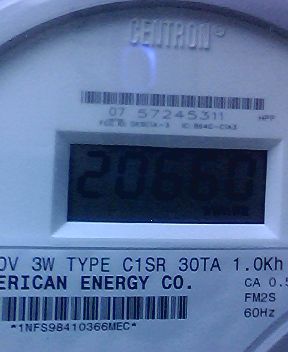 CENTRON
07 57245311
20660
0V 3W TYPE C1SR 30TA 1.0Kh
ERICAN ENERGY CO. CA 0.5
FM2S
*1NFS98410366MEC* 60Hz